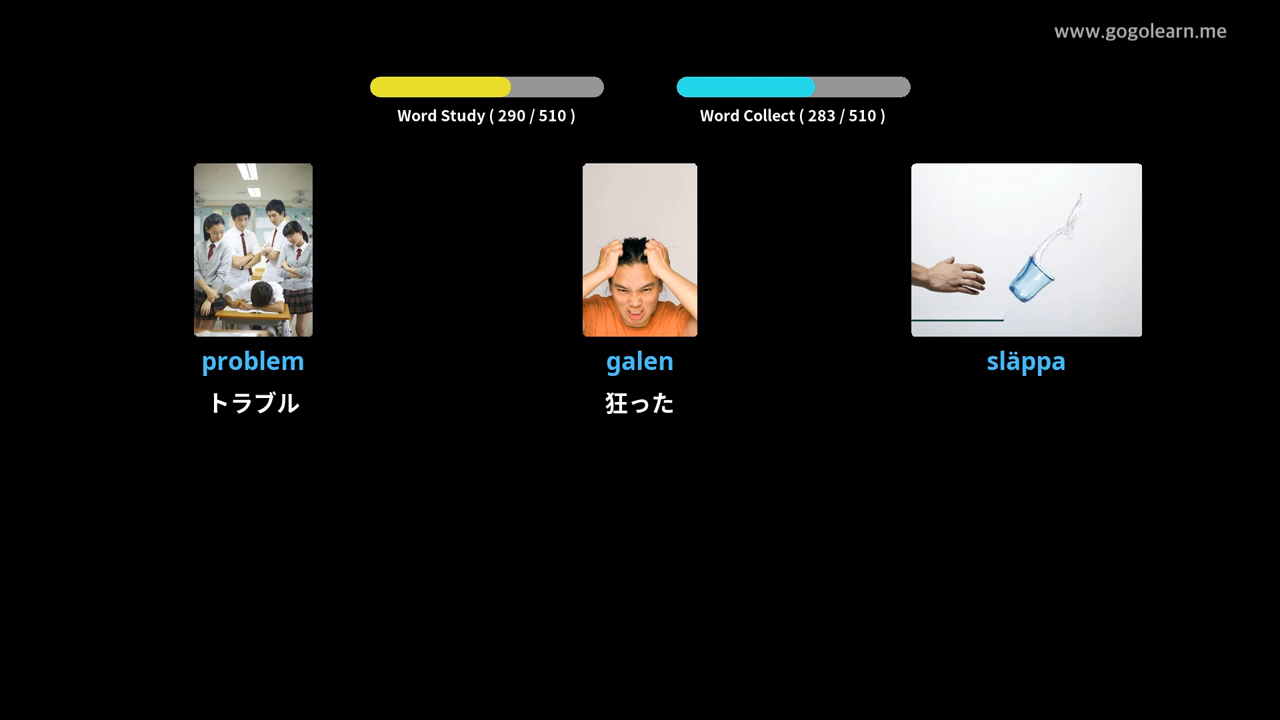 www.gogolearn.me
Word Study ( 290 / 510 )
Word Collect ( 283 / 510 )
problem
galen
släppa
トラブル
狂った